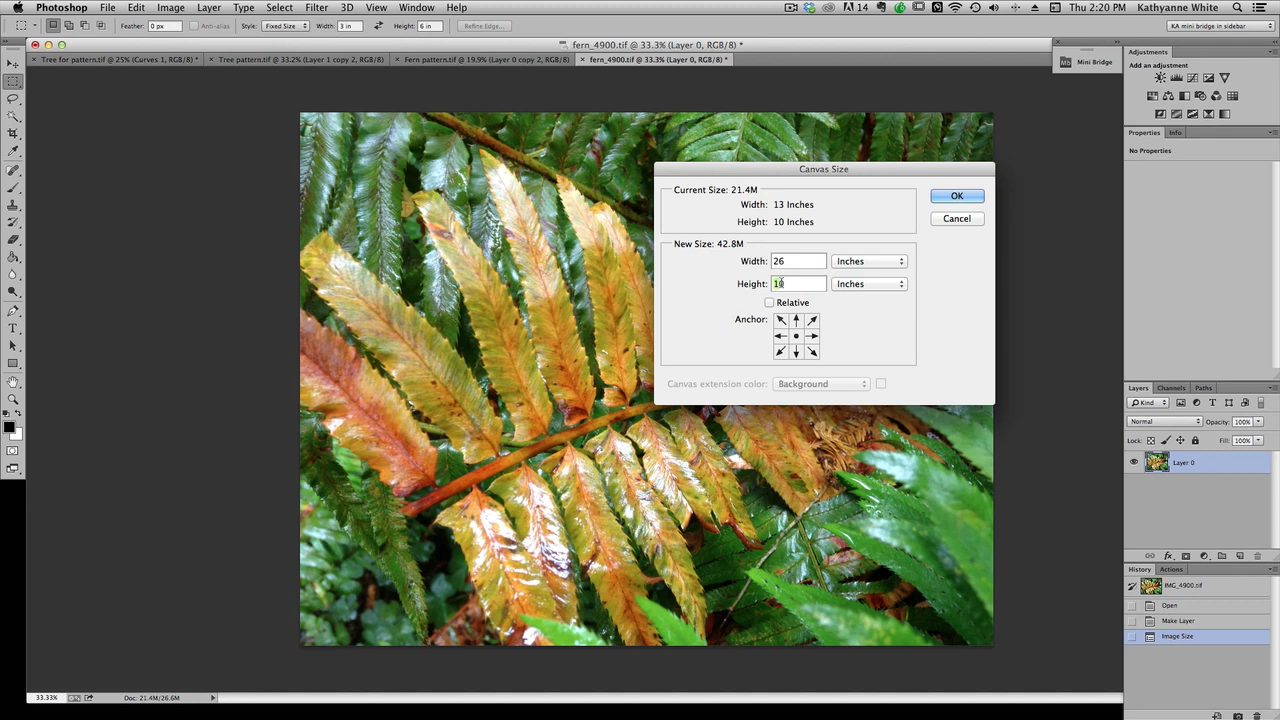 Photoshop File Edit Image Layer Type Select Filter 3D View Window Help 14 Thu 2:20 PM Kathyanne White
Feather: 0 px Anti-alias Style: Fixed Size Width: 3 in Height: 6 in Refine Edge... KA mini bridge in sidebar
fern_4900.tif @ 33.3% (Layer 0, RGB/8) *
Tree for pattern.tif @ 25% (Curves 1, RGB/8) * Tree pattern.tif @ 33.2% (Layer 1 copy 2, RGB/8) Fern pattern.tif @ 19.9% (Layer 0 copy 2, RGB/8) fern_4900.tif @ 33.3% (Layer 0, RGB/8) *
Mb Mini Bridge
Adjustments
Add an adjustment
Properties Info
No Properties
Canvas Size
Current Size: 21.4M
Width: 13 Inches
Height: 10 Inches
OK
Cancel
New Size: 42.8M
Width: 26 Inches
Height: 10 Inches
Relative
Anchor:
Canvas extension color: Background
Layers Channels Paths
Kind
Normal Opacity: 100%
Lock: Fill: 100%
Layer 0
fx
History Actions
IMG_4900.tif
Open
Make Layer
Image Size
33.33% Doc: 21.4M/26.6M